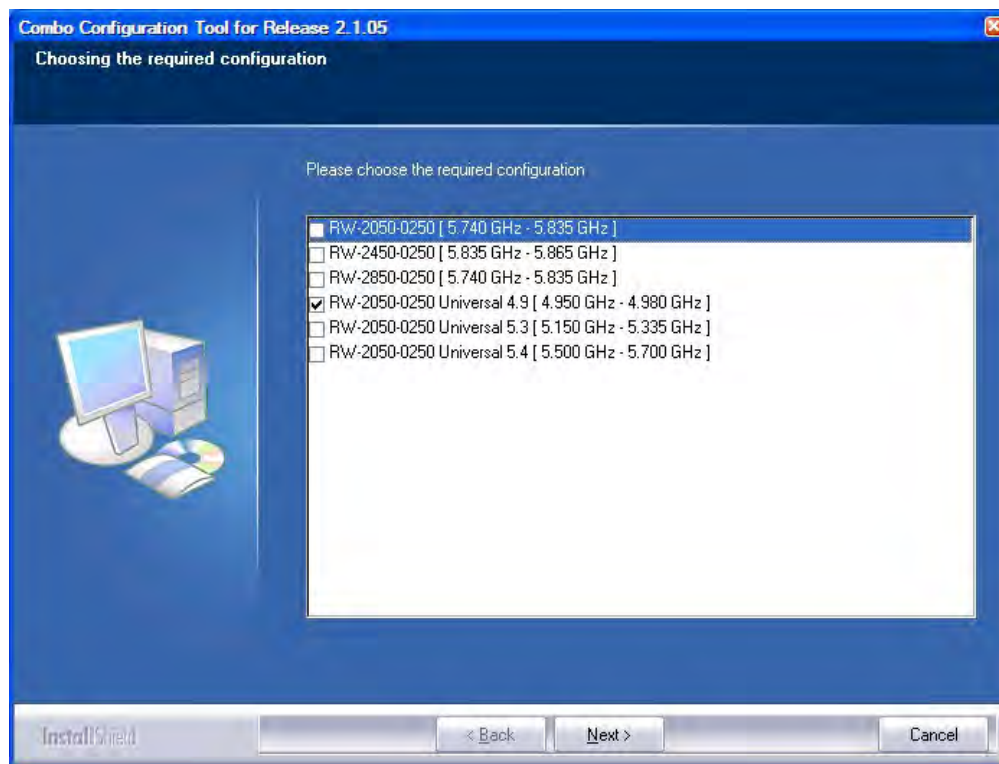 Combo Configuration Tool for Release 2.1.05
Choosing the required configuration
Please choose the required configuration
RW-2050-0250 [ 5.740 GHz - 5.835 GHz ]
RW-2450-0250 [ 5.835 GHz - 5.865 GHz ]
RW-2850-0250 [ 5.740 GHz - 5.835 GHz ]
RW-2050-0250 Universal 4.9 [ 4.950 GHz - 4.980 GHz ]
RW-2050-0250 Universal 5.3 [ 5.150 GHz - 5.335 GHz ]
RW-2050-0250 Universal 5.4 [ 5.500 GHz - 5.700 GHz ]
InstallShield
< Back
Next >
Cancel